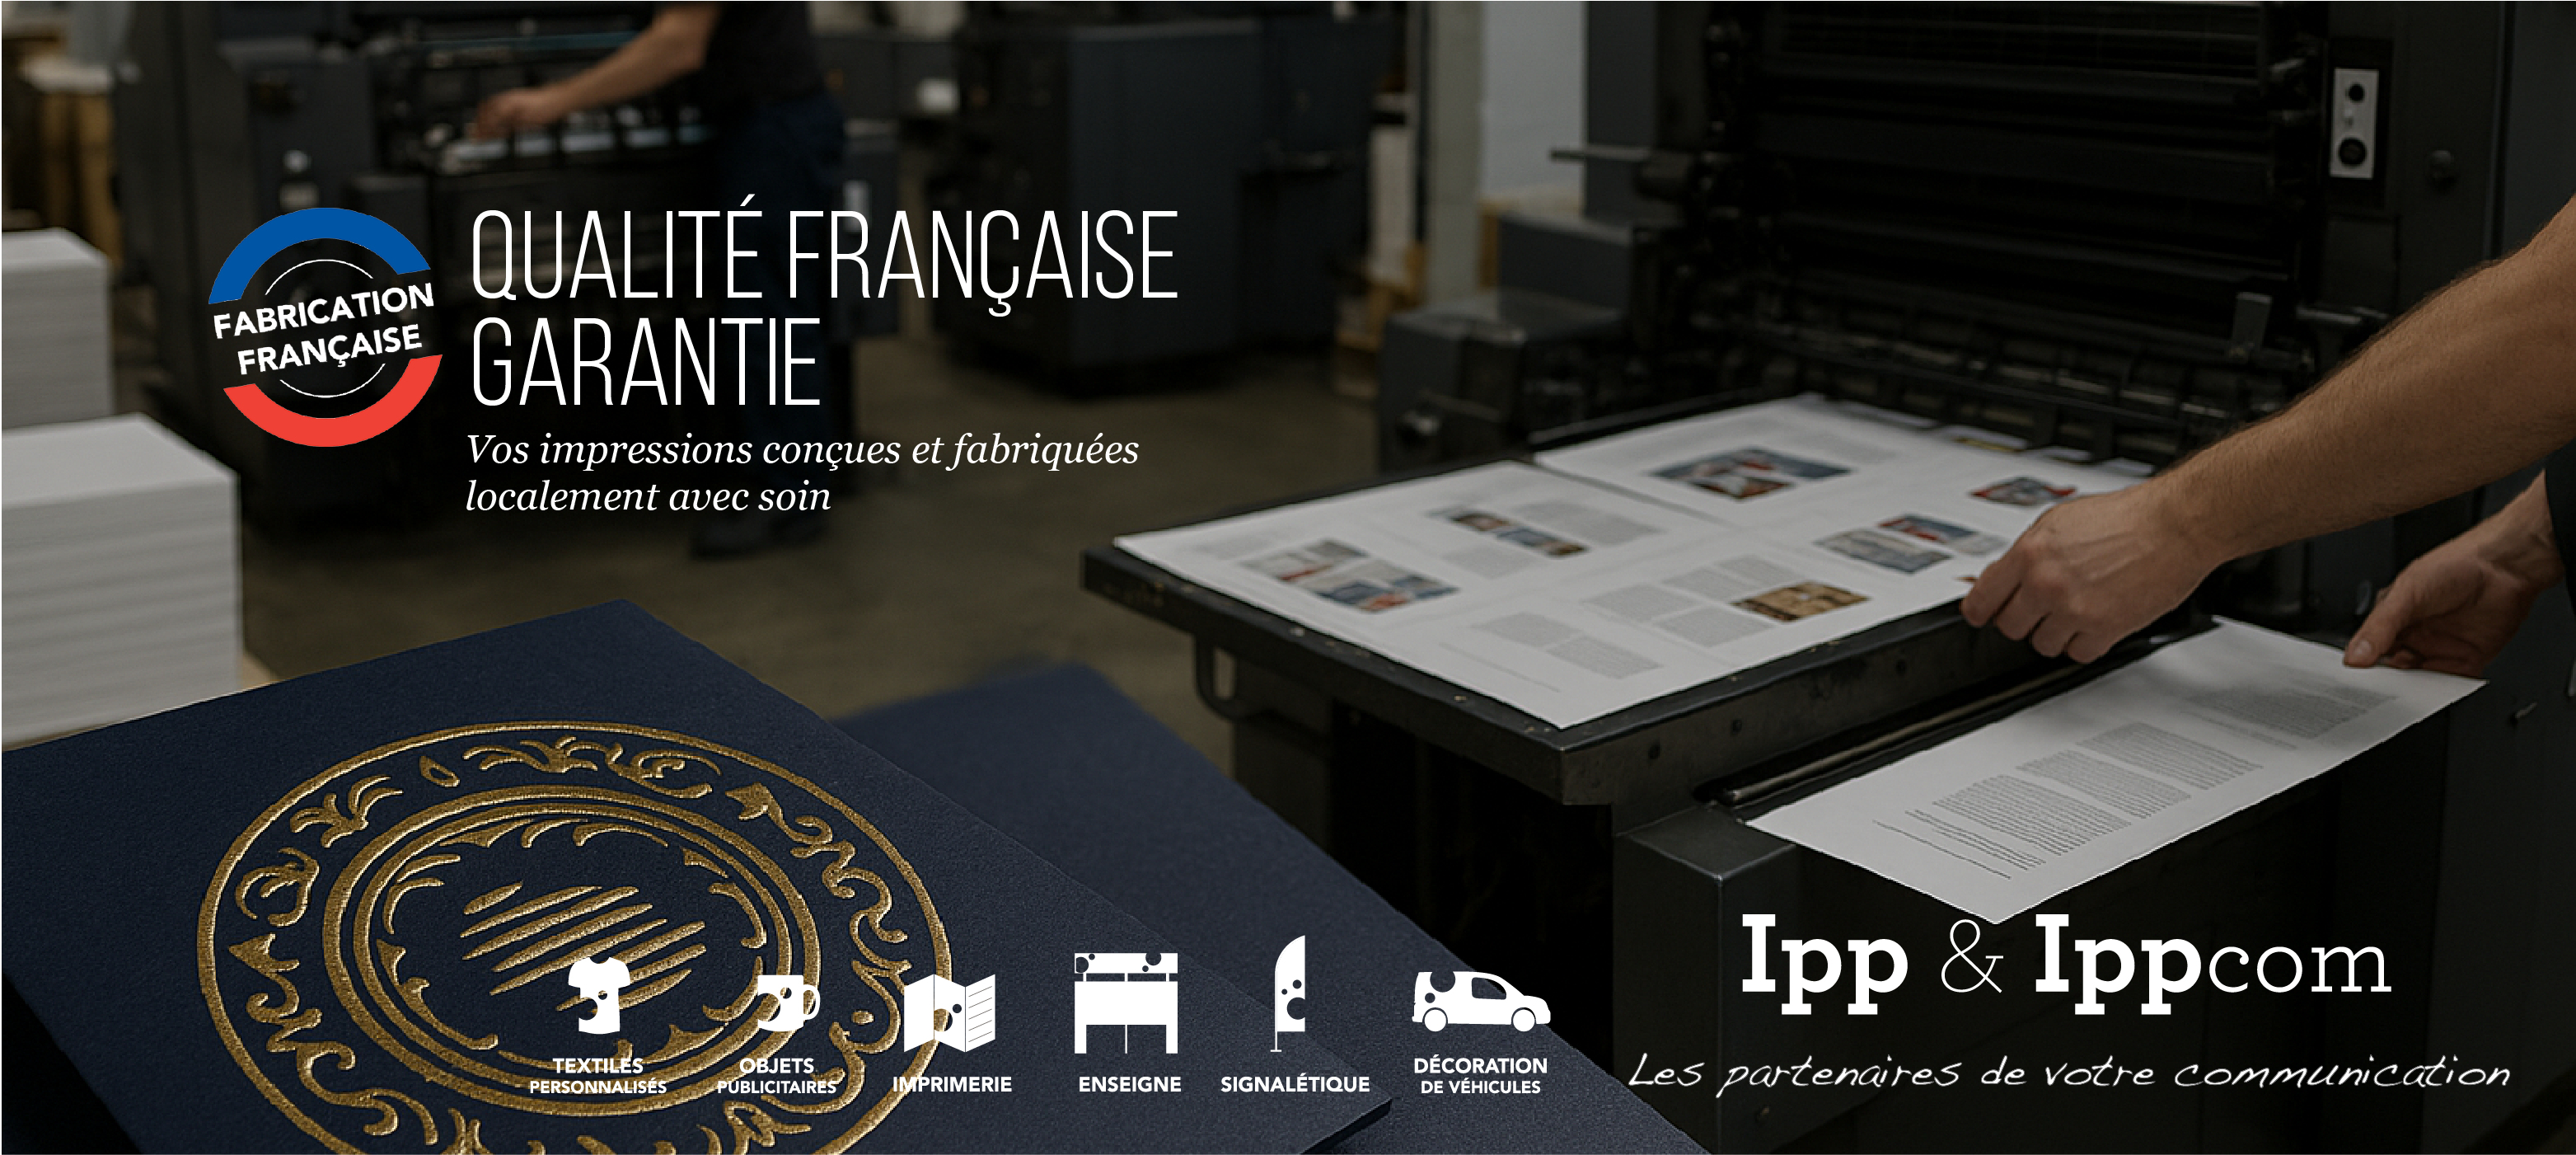 FABRICATION
FRANÇAISE
QUALITÉ FRANÇAISE
GARANTIE
Vos impressions conçues et fabriquées
localement avec soin
TEXTILES
PERSONNALISÉS
OBJETS
PUBLICITAIRES
IMPRIMERIE
ENSEIGNE
SIGNALÉTIQUE
DÉCORATION
DE VÉHICULES
Ipp & Ippcom
Les partenaires de votre communication